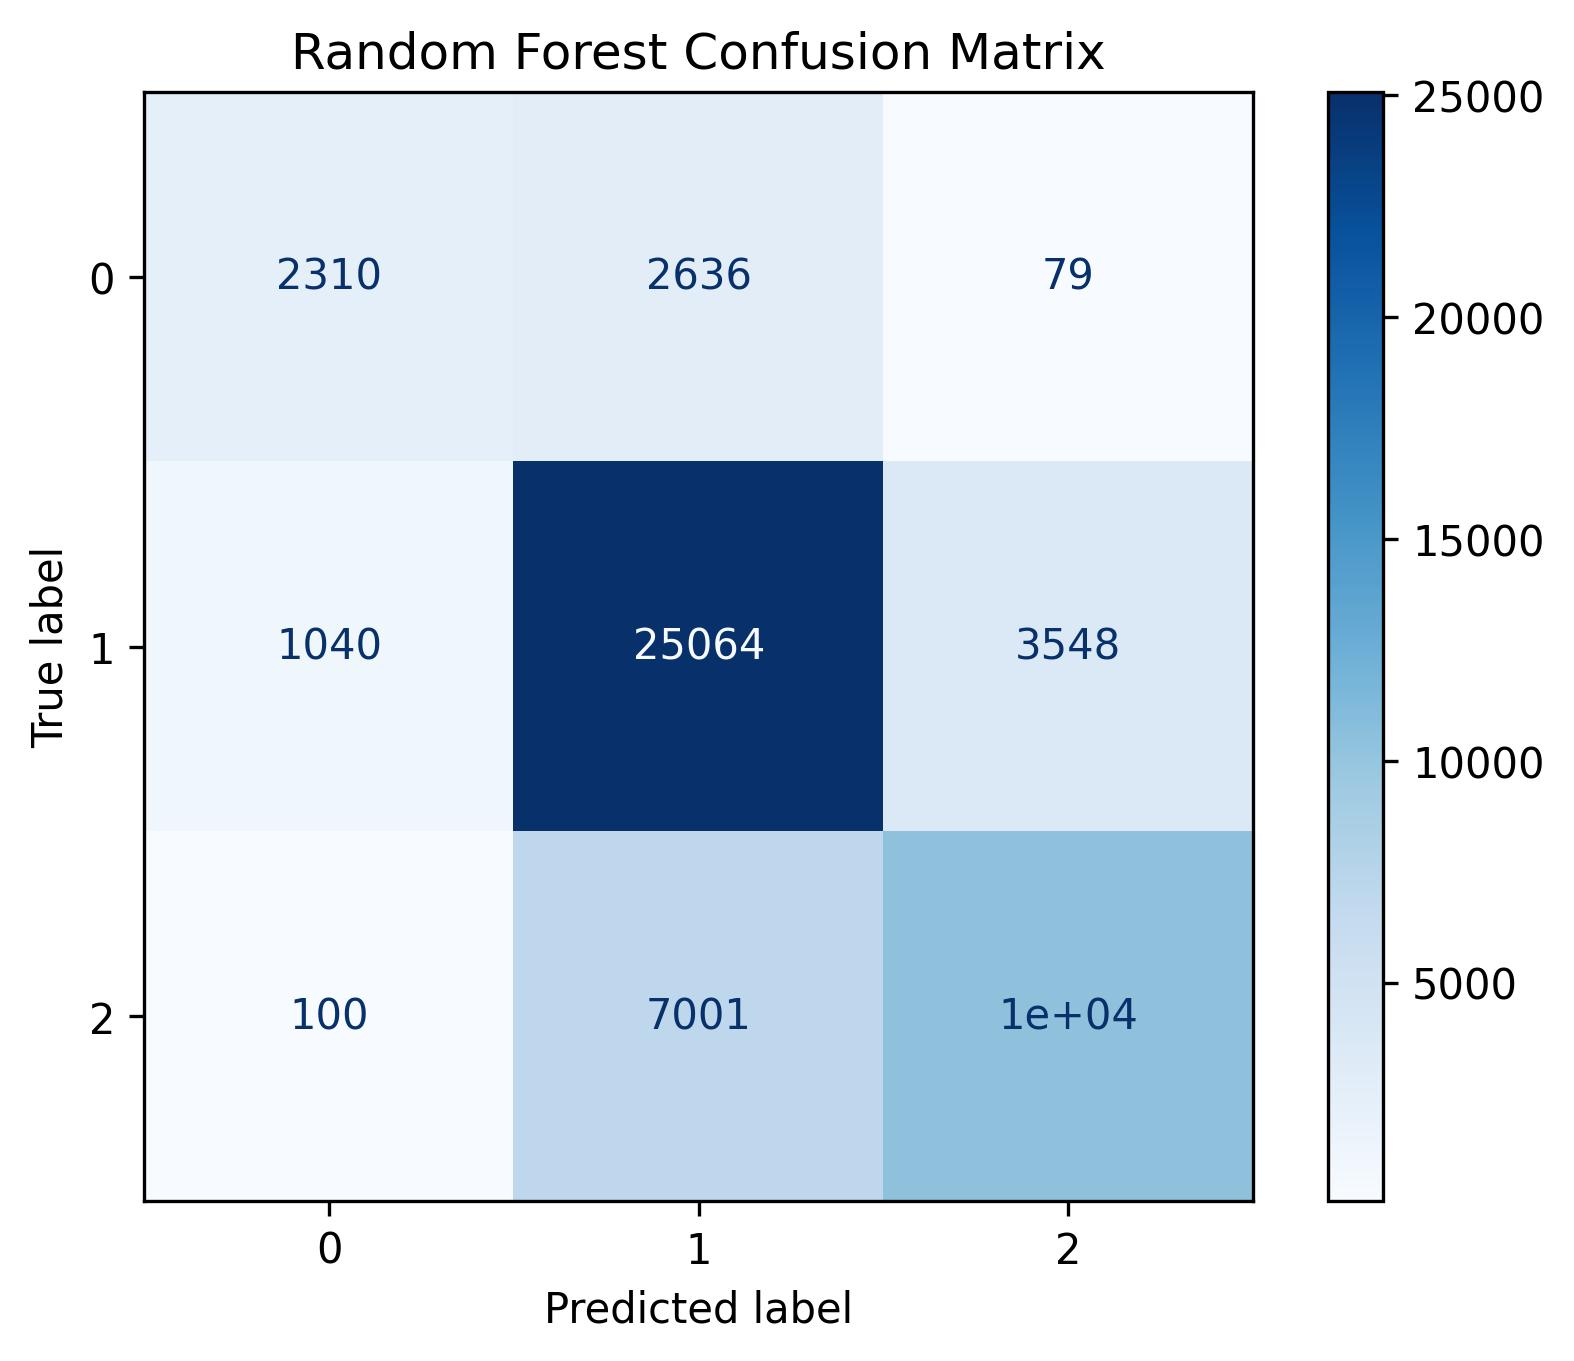 Random Forest Confusion Matrix
True label
0
1
2
2310 2636 79
1040 25064 3548
100 7001 1e+04
0 1 2
Predicted label
25000
20000
15000
10000
5000